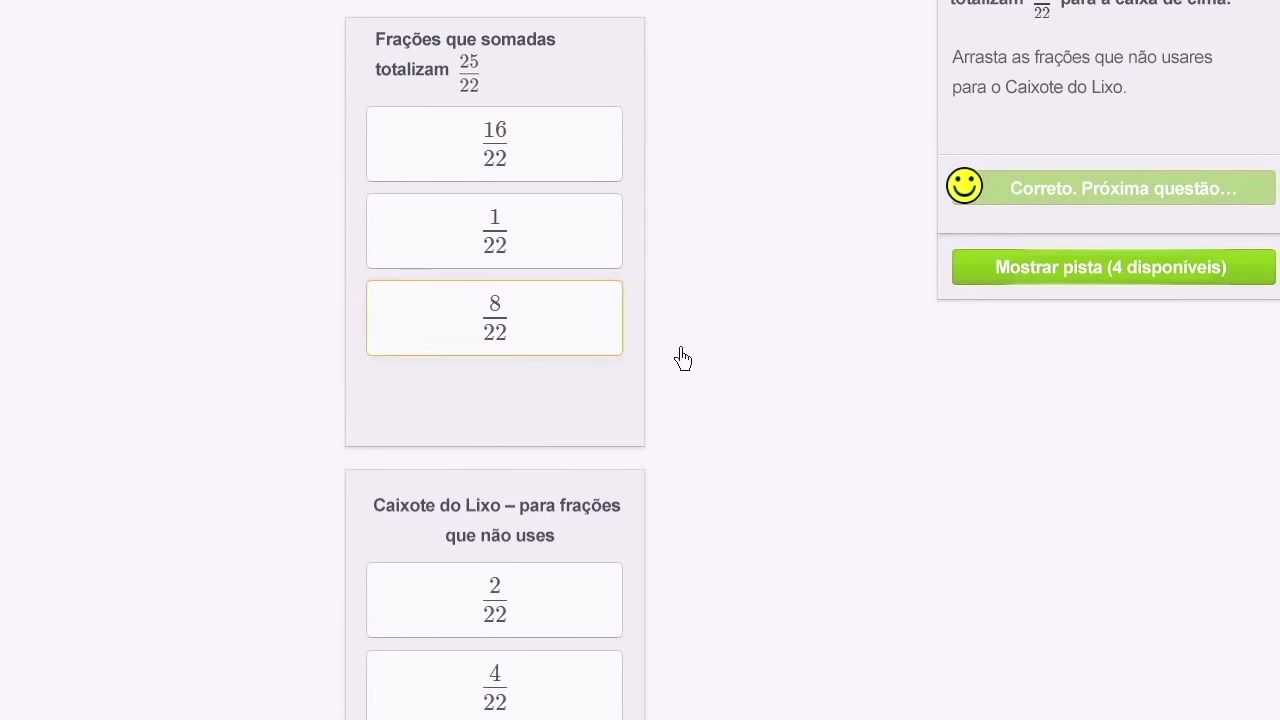 Frações que somadas
totalizam 25/22
16/22
1/22
8/22
Caixote do Lixo – para frações
que não uses
2/22
4/22
totalizam /22 para a caixa de cima.
Arrasta as frações que não usares
para o Caixote do Lixo.
Correto. Próxima questão...
Mostrar pista (4 disponíveis)